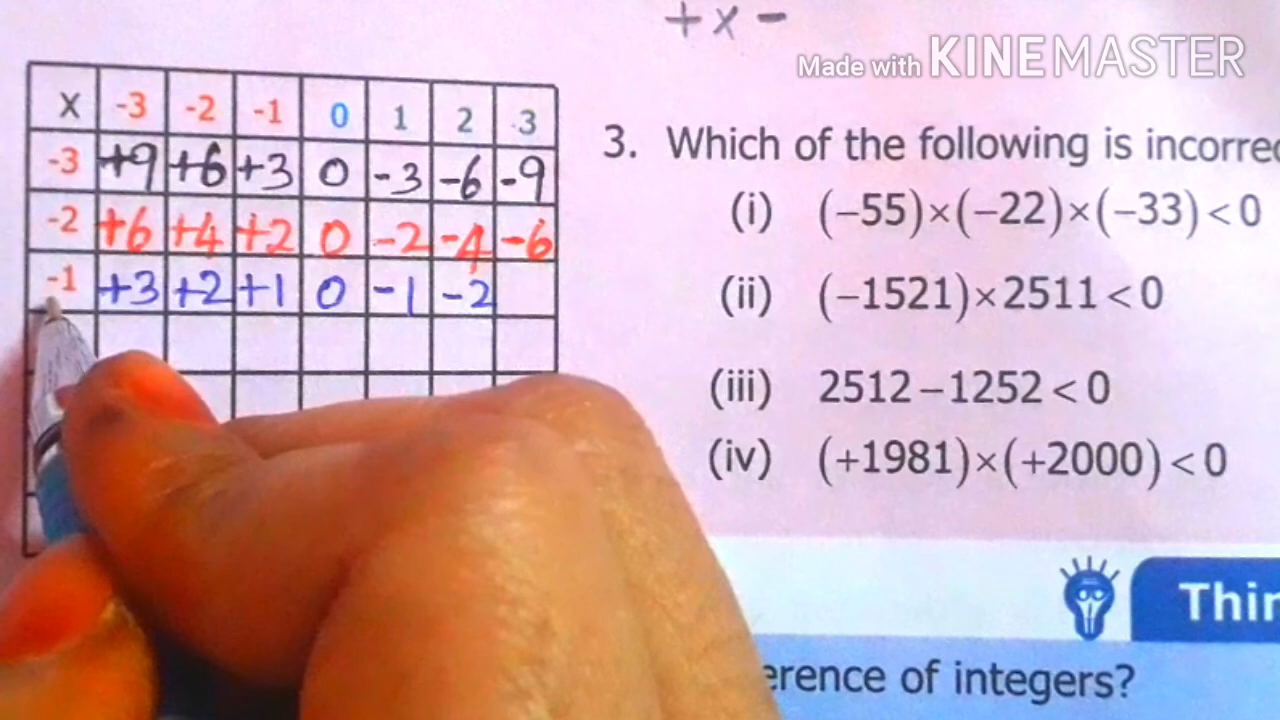 + x -
Made with KINEMASTER
X -3 -2 -1 0 1 2 3
-3 +9 +6 +3 0 -3 -6 -9
-2 +6 +4 +2 0 -2 -4 -6
-1 +3 +2 +1 0 -1 -2
3. Which of the following is incorrec
(i) (−55)×(−22)×(−33)<0
(ii) (−1521)×2511<0
(iii) 2512−1252<0
(iv) (+1981)×(+2000)<0
Thin
erence of integers?